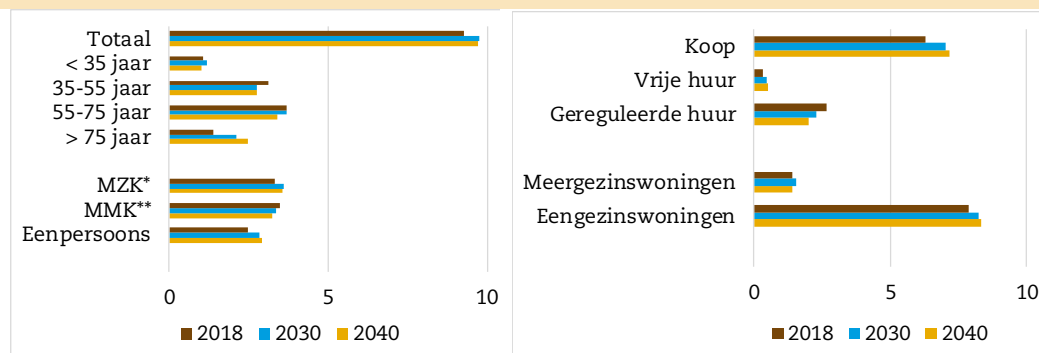 Totaal
< 35 jaar
35-55 jaar
55-75 jaar
> 75 jaar
MZK*
MMK**
Eenpersoons
0 5 10
2018 2030 2040
Koop
Vrije huur
Gereguleerde huur
Meergezinswoningen
Eengezinswoningen
0 5 10
2018 2030 2040